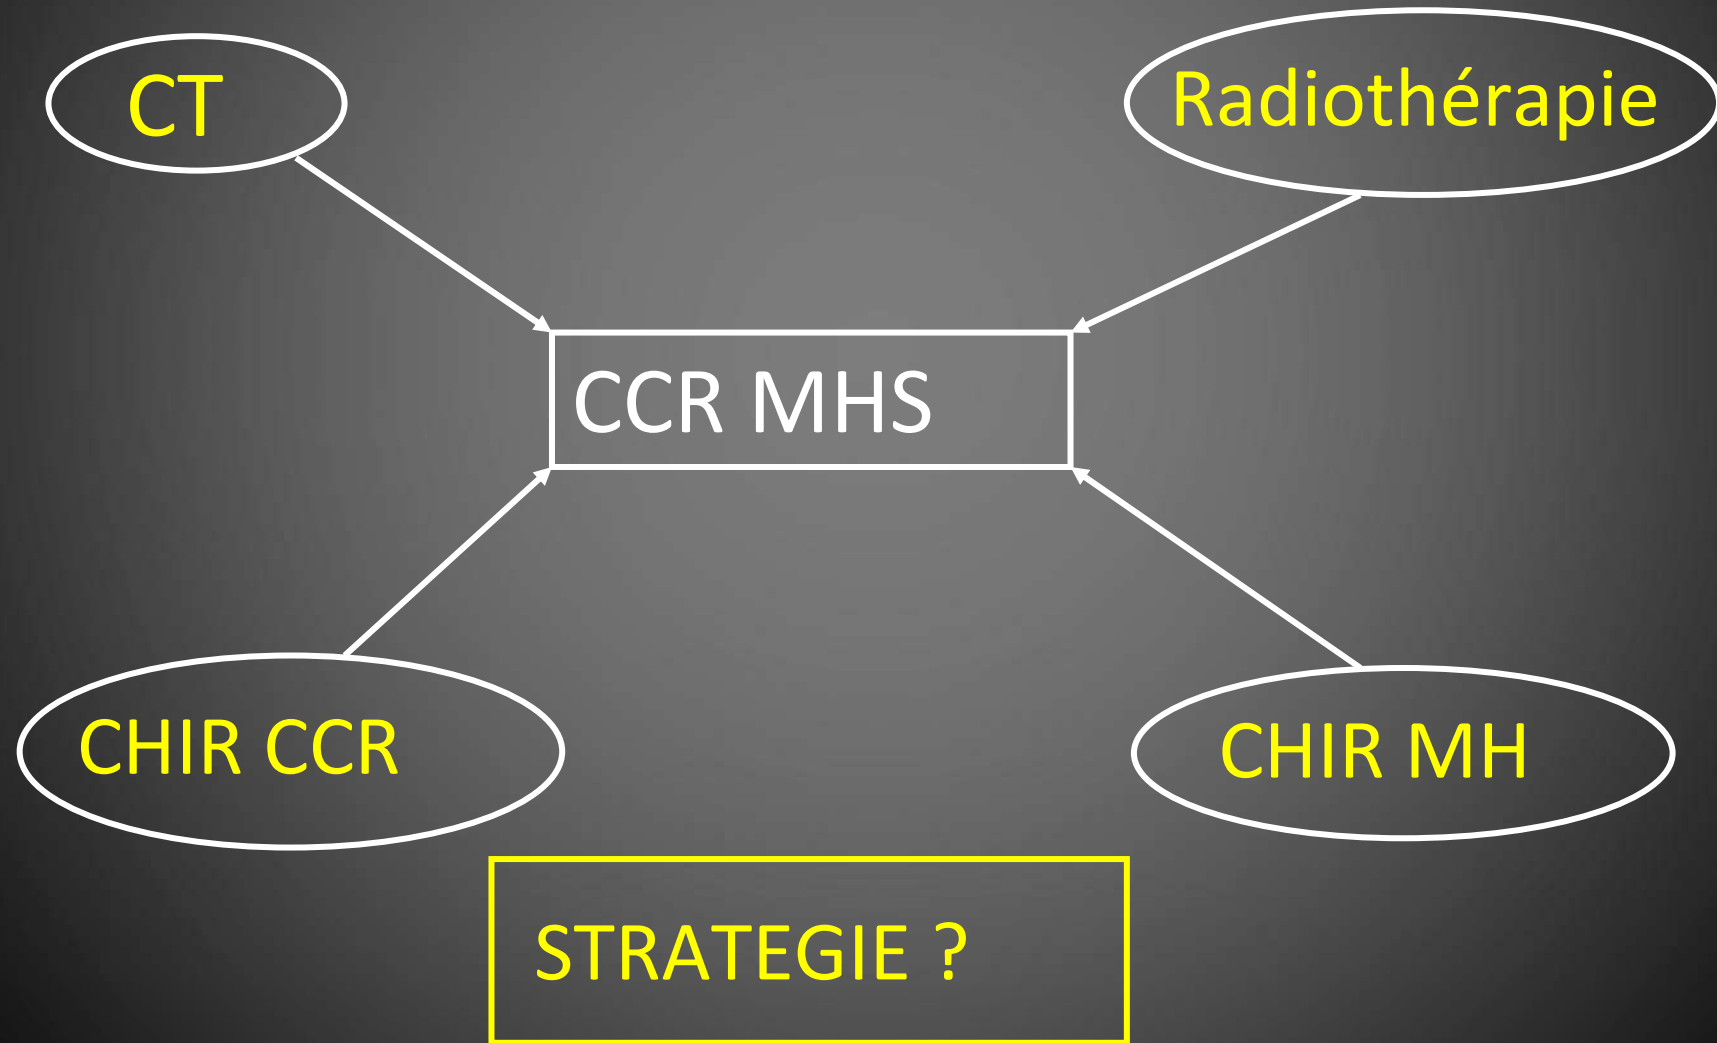 CT
Radiothérapie
CCR MHS
CHIR CCR
CHIR MH
STRATEGIE ?